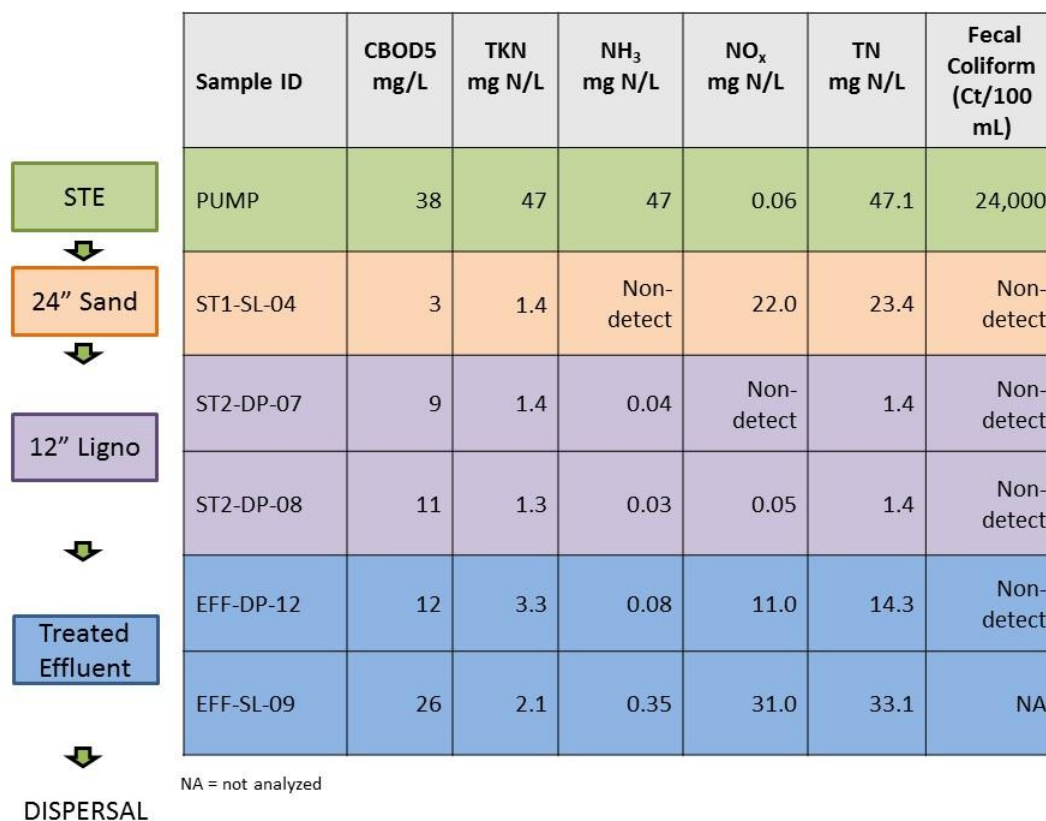 Sample ID
CBOD5
mg/L
TKN
mg N/L
NH₃
mg N/L
NOₓ
mg N/L
TN
mg N/L
Fecal
Coliform
(Ct/100
mL)
STE
PUMP
38
47
47
0.06
47.1
24,000
24” Sand
ST1-SL-04
3
1.4
Non-
detect
22.0
23.4
Non-
detect
12” Ligno
ST2-DP-07
9
1.4
0.04
Non-
detect
1.4
Non-
detect
ST2-DP-08
11
1.3
0.03
0.05
1.4
Non-
detect
Treated
Effluent
EFF-DP-12
12
3.3
0.08
11.0
14.3
Non-
detect
EFF-SL-09
26
2.1
0.35
31.0
33.1
NA
NA = not analyzed
DISPERSAL